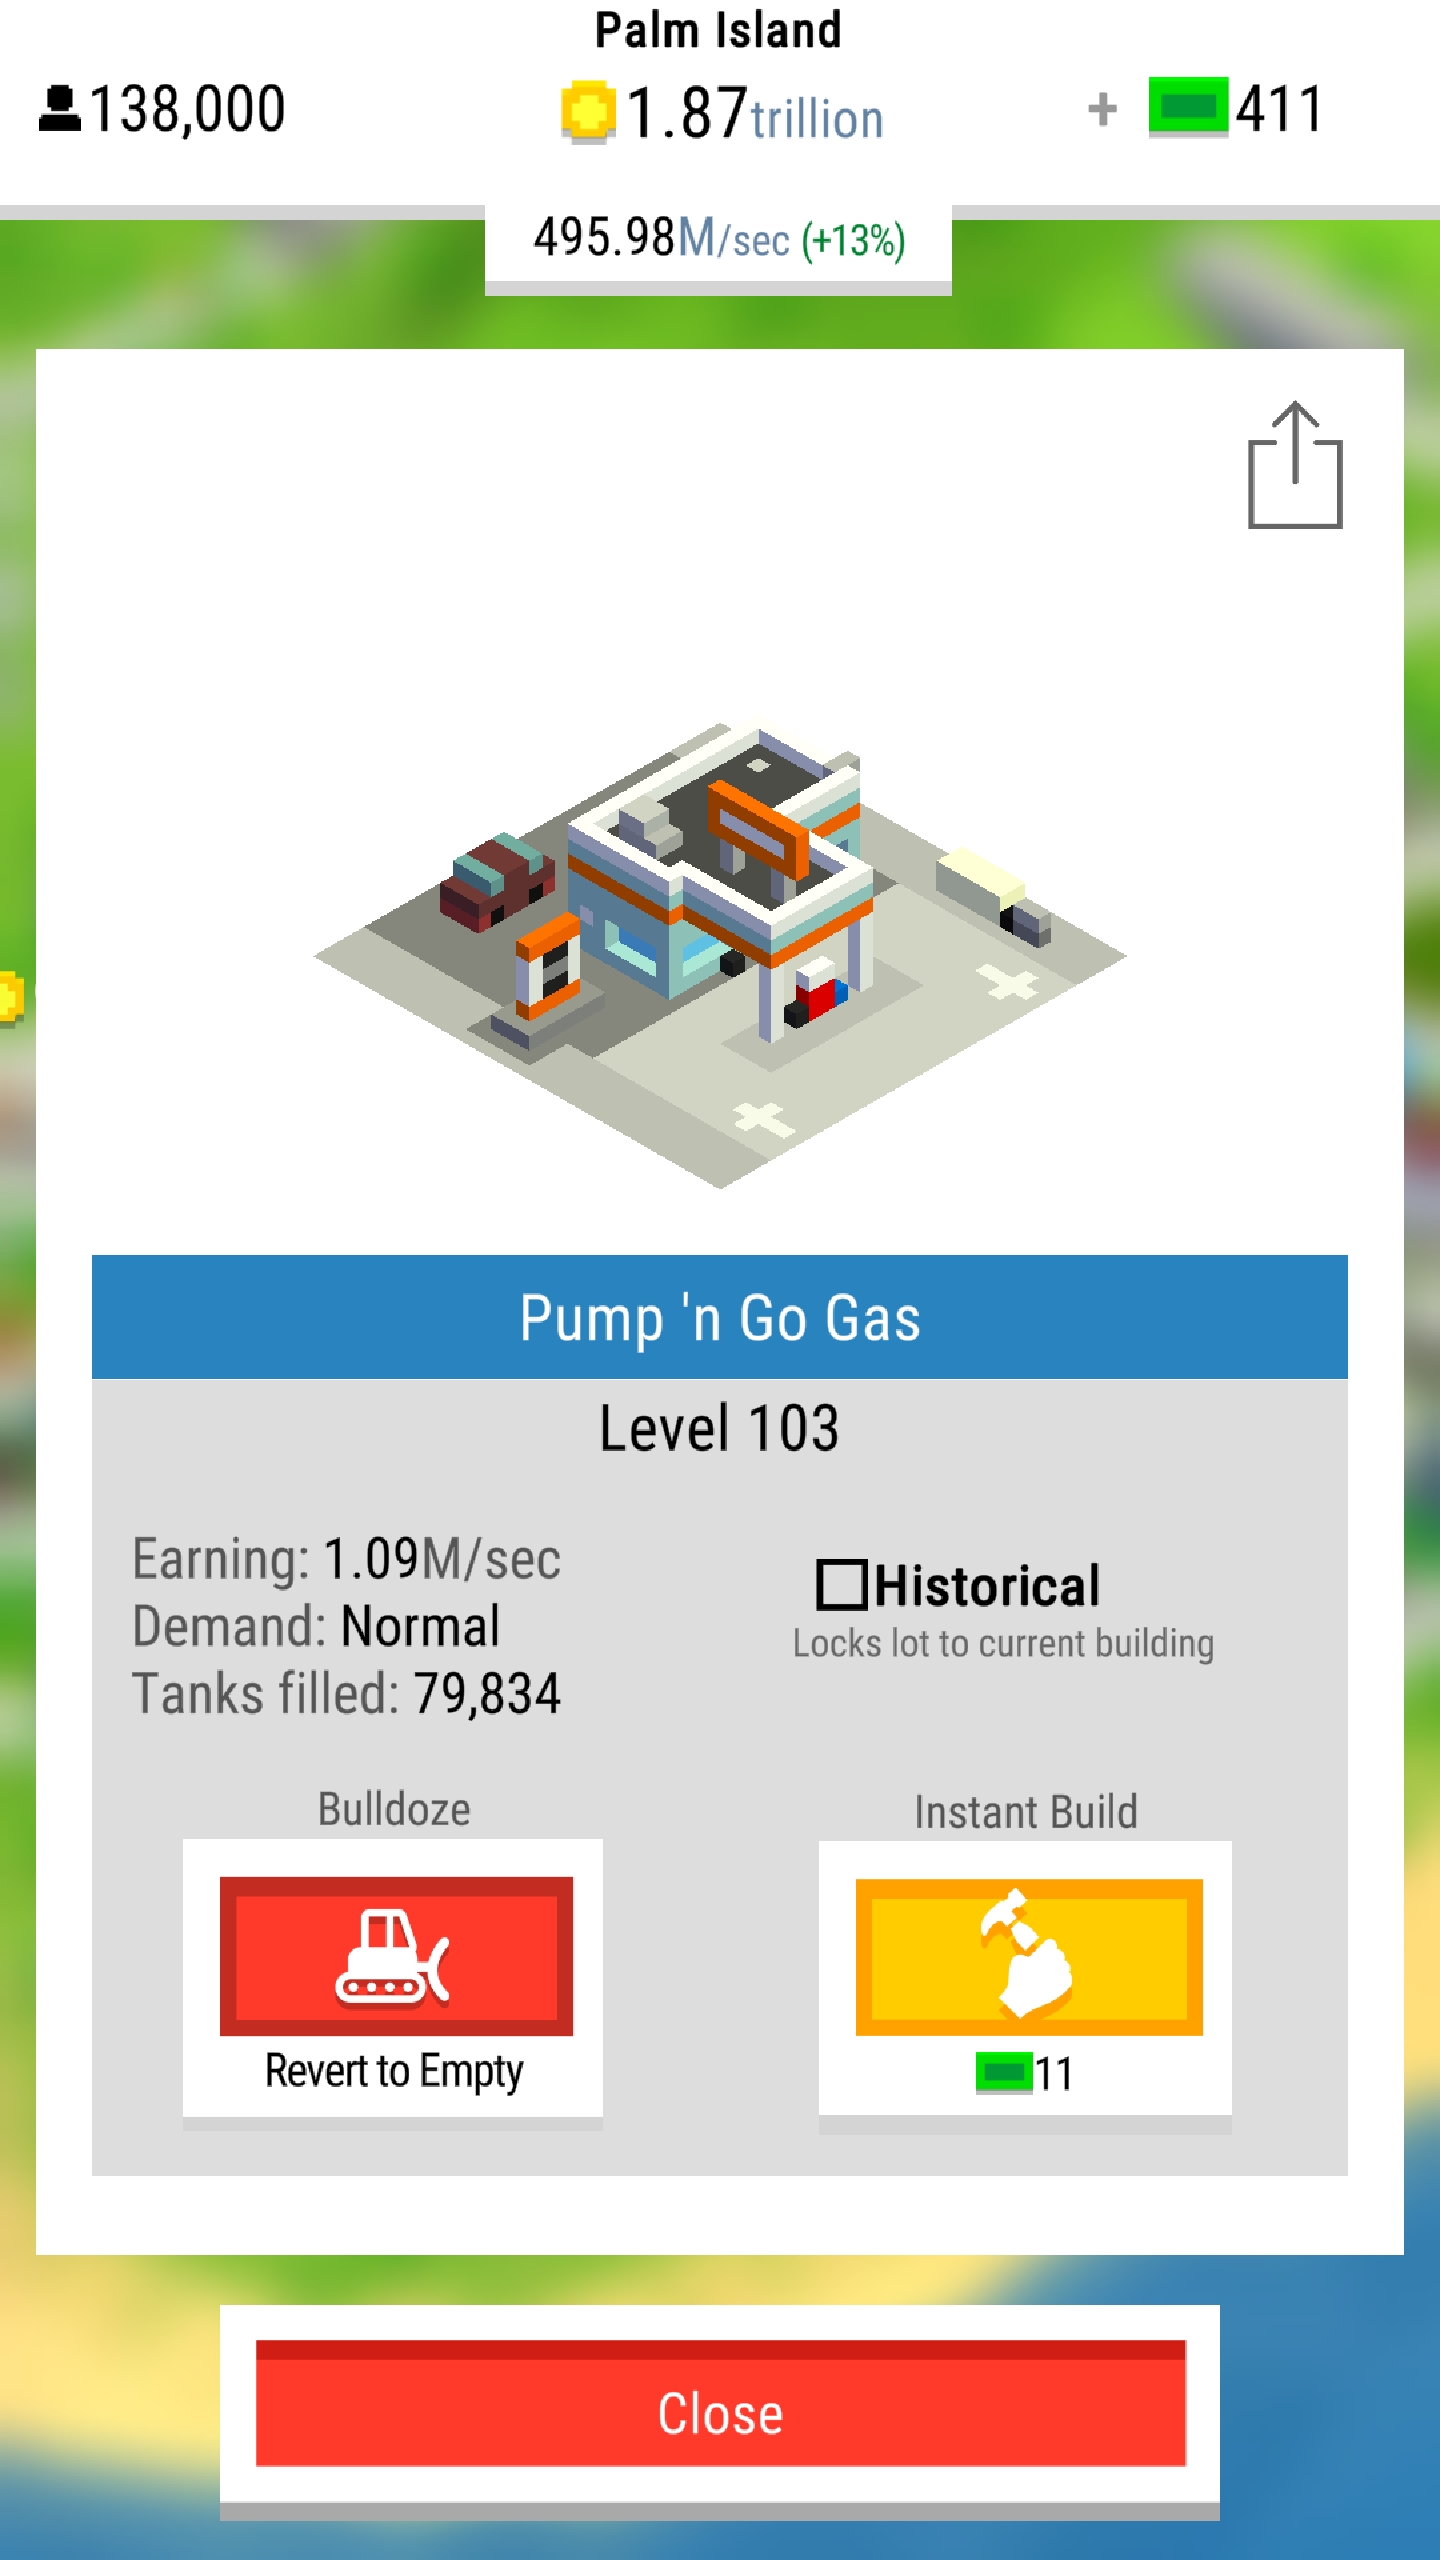 Palm Island
138,000
1.87trillion
+ 411
495.98M/sec (+13%)
Pump 'n Go Gas
Level 103
Earning: 1.09M/sec
Demand: Normal
Tanks filled: 79,834
Historical
Locks lot to current building
Bulldoze
Revert to Empty
Instant Build
11
Close